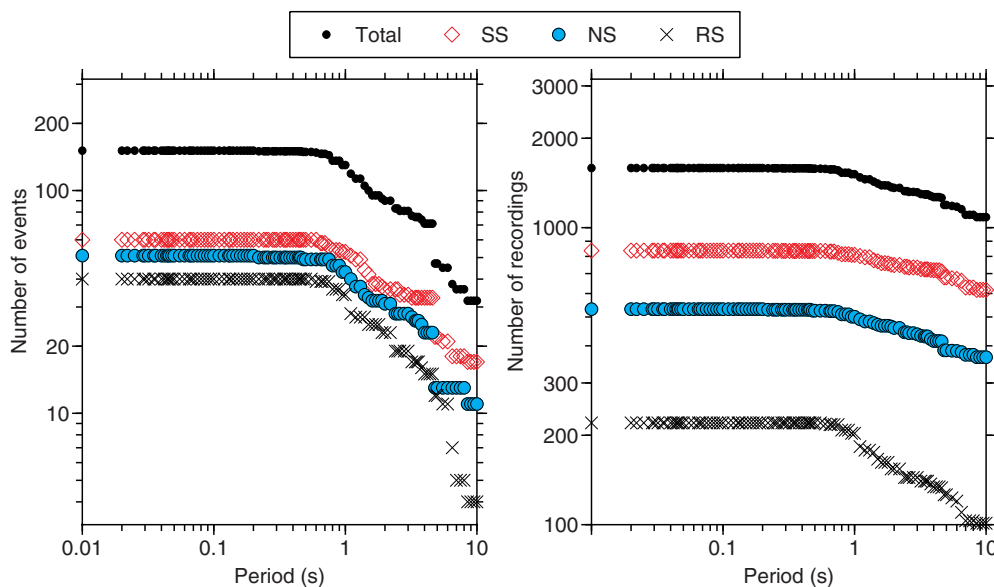 Total SS NS RS
200
100
20
10
Number of events
0.01 0.1 1 10
Period (s)
3000
2000
1000
300
200
100
Number of recordings
0.1 1 10
Period (s)